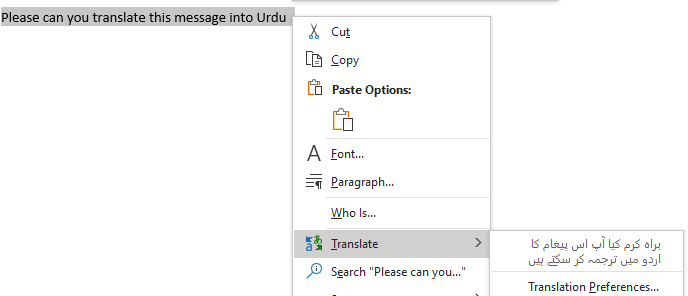 Please can you translate this message into Urdu
Cut
Copy
Paste Options:
Font...
Paragraph...
Who Is...
Translate
براہ کرم کیا آپ اس پیغام کا
اردو میں ترجمہ کر سکتے ہیں
Search "Please can you..."
Translation Preferences...